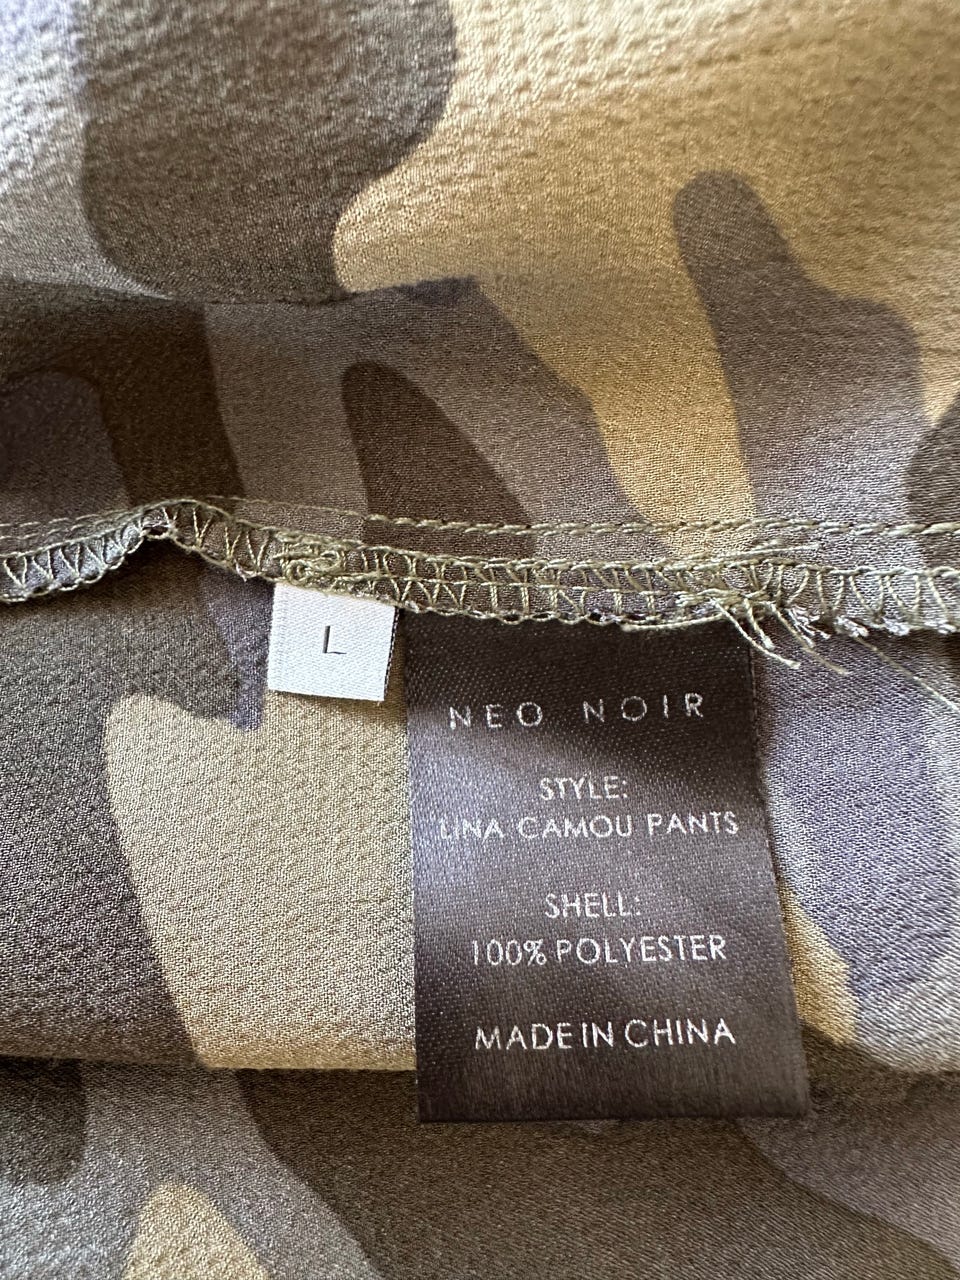 L
NEO NOIR
STYLE:
LINA CAMOU PANTS
SHELL:
100% POLYESTER
MADE IN CHINA